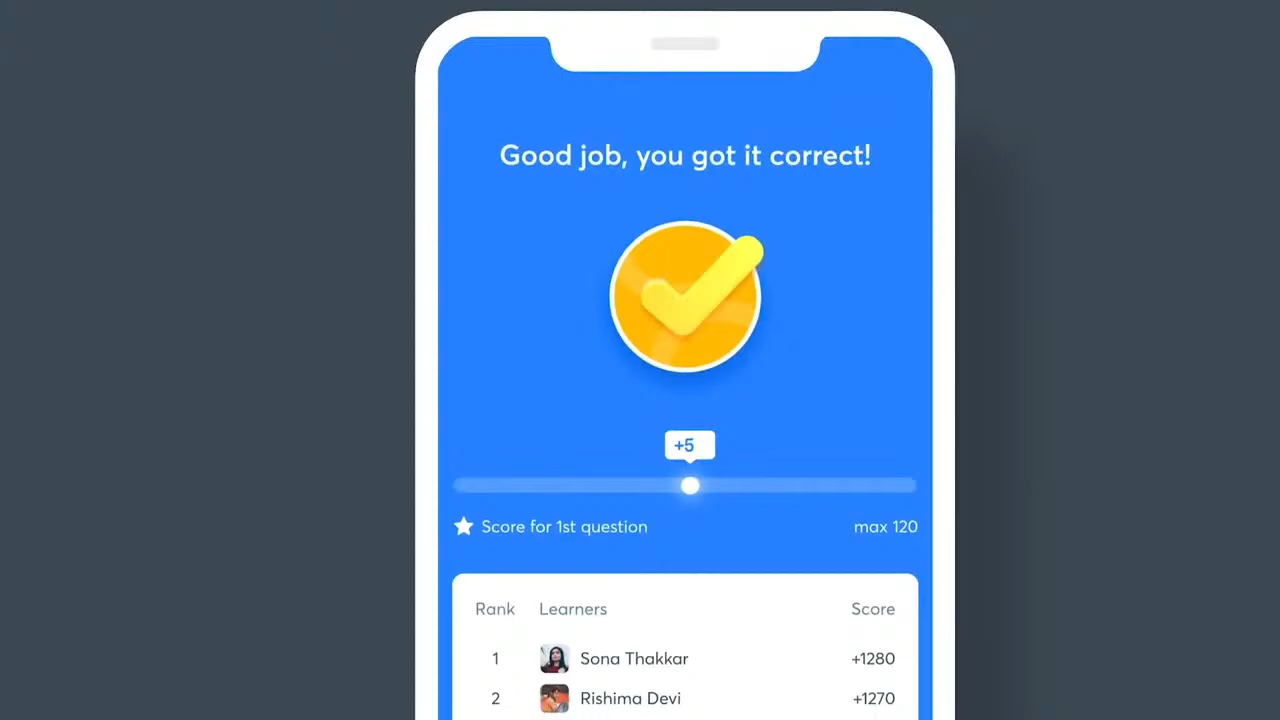 Good job, you got it correct!
+5
Score for 1st question max 120
Rank Learners Score
1 Sona Thakkar +1280
2 Rishima Devi +1270